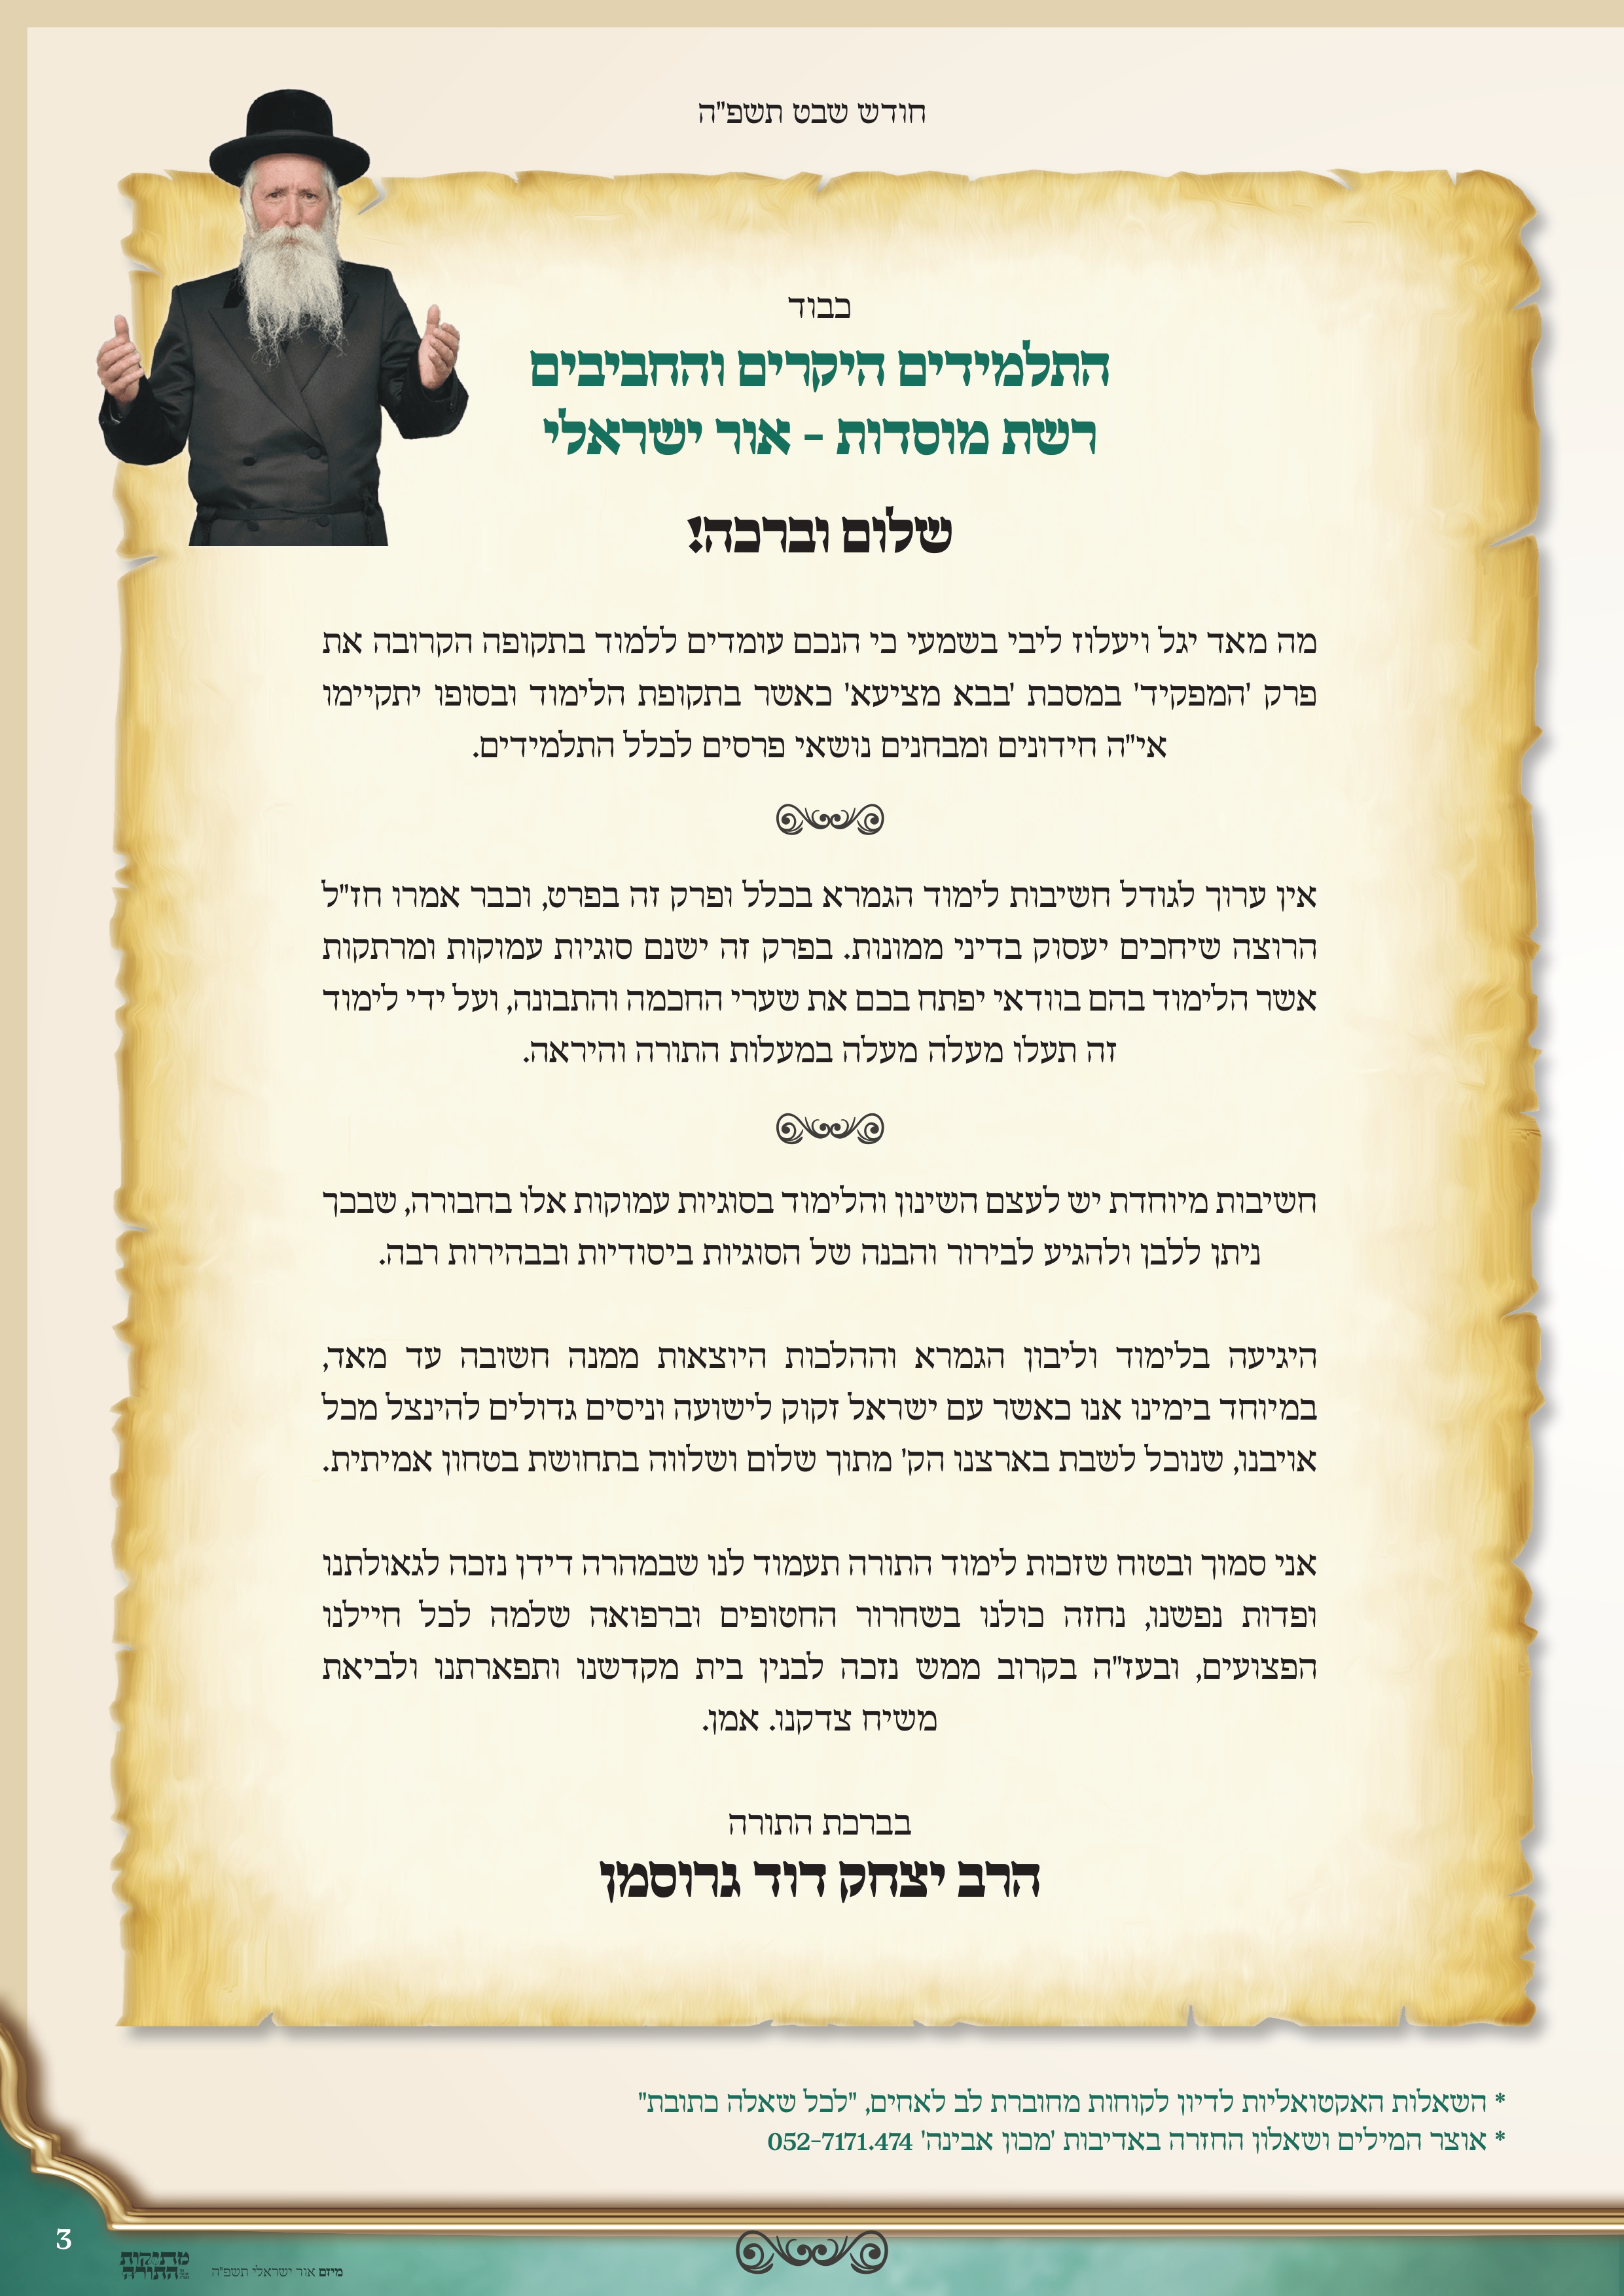 חודש שבט תשפ"ה
כבוד
התלמידים היקרים והחביבים
רשת מוסדות - אור ישראלי
שלום וברכה!
מה מאד יגל ויעלוז ליבי בשמעי כי הנכם עומדים ללמוד בתקופה הקרובה את
פרק 'המפקיד' במסכת 'בבא מציעא' כאשר בתקופת הלימוד ובסופו יתקיימו
אי"ה חידונים ומבחנים נושאי פרסים לכלל התלמידים.
אין ערוך לגודל חשיבות לימוד הגמרא בכלל ופרק זה בפרט, וכבר אמרו חז"ל
הרוצה שיחכים יעסוק בדיני ממונות. בפרק זה ישנם סוגיות עמוקות ומרתקות
אשר הלימוד בהם בוודאי יפתח בכם את שערי החכמה והתבונה, ועל ידי לימוד
זה תעלו מעלה מעלה במעלות התורה והיראה.
חשיבות מיוחדת יש לעצם השינון והלימוד בסוגיות עמוקות אלו בחבורה, שבכך
ניתן ללבן ולהגיע לבירור והבנה של הסוגיות ביסודיות ובבהירות רבה.
היגיעה בלימוד וליבון הגמרא וההלכות היוצאות ממנה חשובה עד מאד,
במיוחד בימינו אנו כאשר עם ישראל זקוק לישועה וניסים גדולים להינצל מכל
אויבנו, שנוכל לשבת בארצנו הק' מתוך שלום ושלווה בתחושת בטחון אמיתית.
אני סמוך ובטוח שזכות לימוד התורה תעמוד לנו שבמהרה דידן נזכה לגאולתנו
ופדות נפשנו, נחזה כולנו בשחרור החטופים וברפואה שלמה לכל חיילנו
הפצועים, ובעז"ה בקרוב ממש נזכה לבנין בית מקדשנו ותפארתנו ולביאת
משיח צדקנו. אמן.
בברכת התורה
הרב יצחק דוד גרוסמן
* השאלות האקטואליות לדיון לקוחות מחוברת לב לאחים, "לכל שאלה כתובת"
* אוצר המילים ושאלון החזרה באדיבות 'מכון אבינה' 052-7171.474
3
מתיקות
התורה
מיזם אור ישראלי תשפ"ה